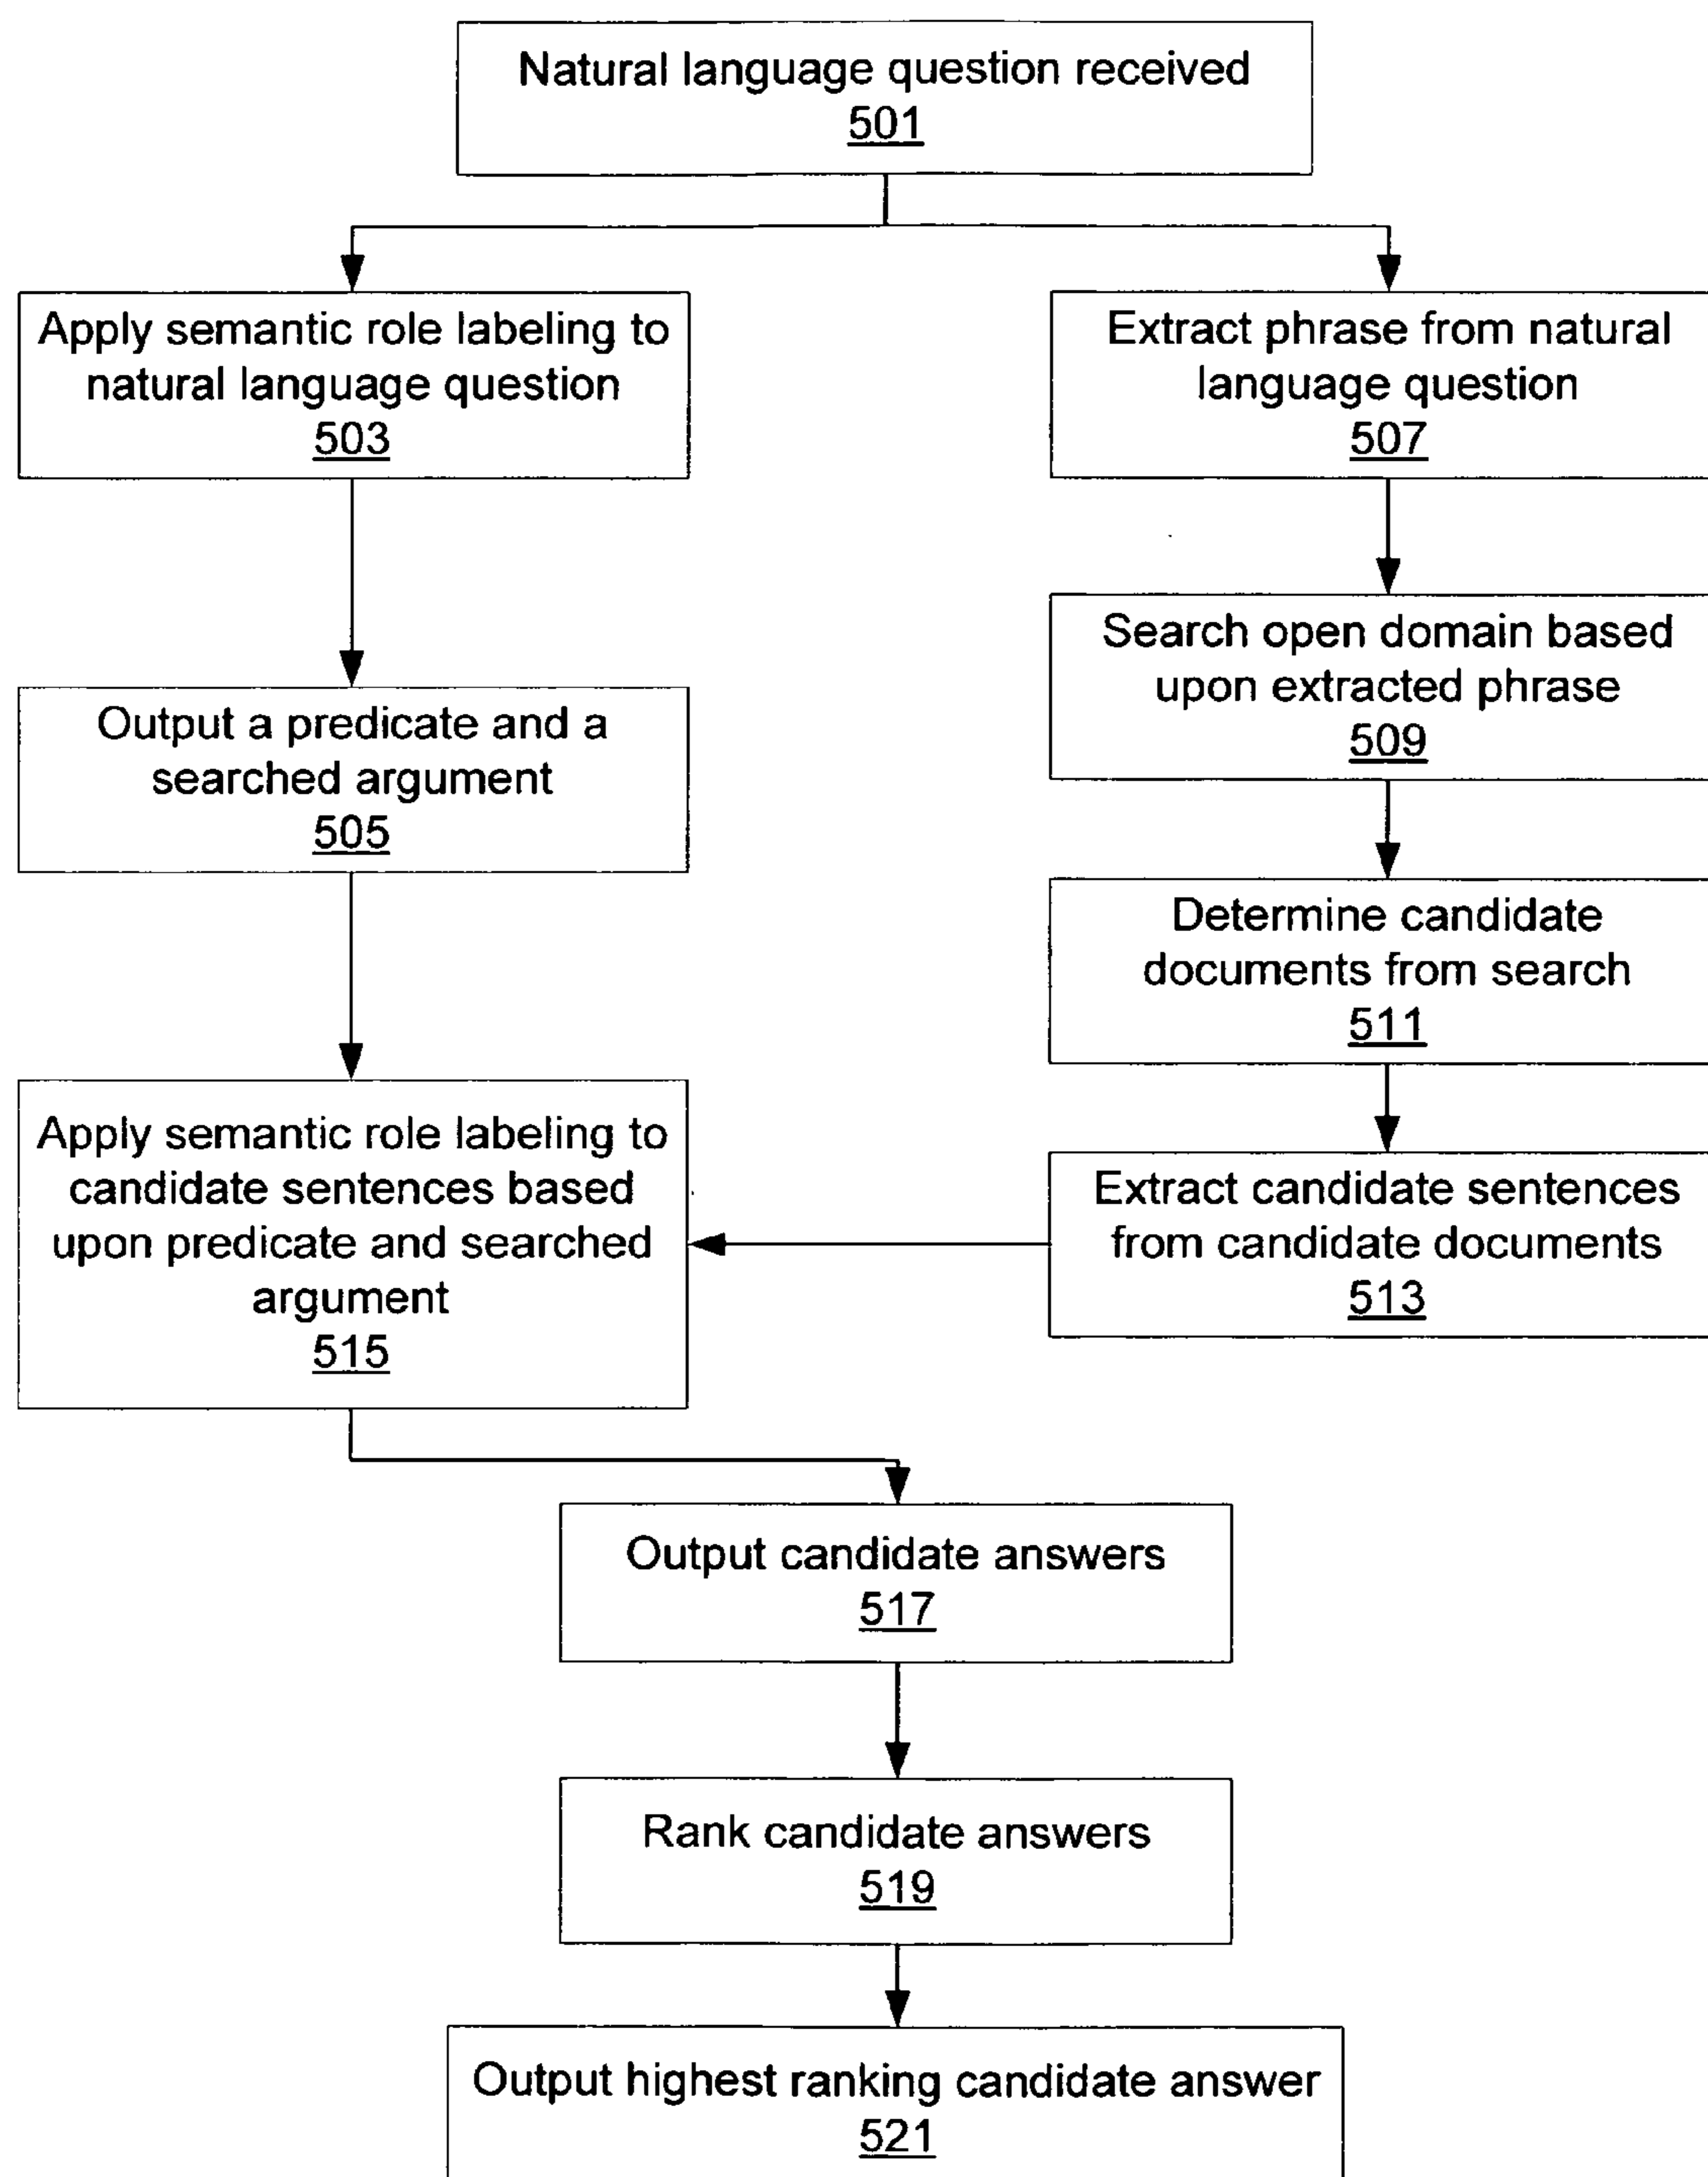 Natural language question received
501
Apply semantic role labeling to
natural language question
503
Extract phrase from natural
language question
507
Search open domain based
upon extracted phrase
509
Output a predicate and a
searched argument
505
Determine candidate
documents from search
511
Apply semantic role labeling to
candidate sentences based
upon predicate and searched
argument
515
Extract candidate sentences
from candidate documents
513
Output candidate answers
517
Rank candidate answers
519
Output highest ranking candidate answer
521